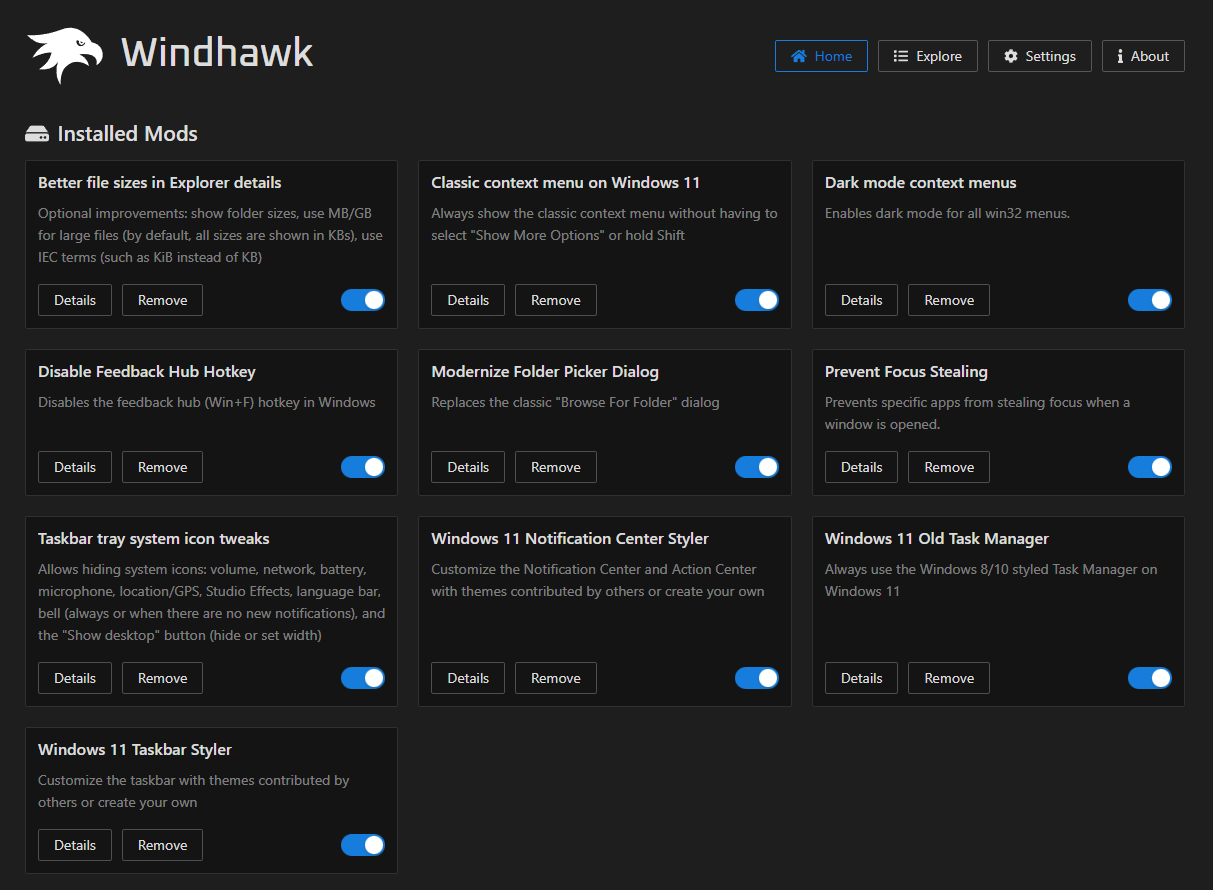 Windhawk
Home
Explore
Settings
About
Installed Mods
Better file sizes in Explorer details
Optional improvements: show folder sizes, use MB/GB
for large files (by default, all sizes are shown in KBs), use
IEC terms (such as KiB instead of KB)
Details
Remove
Classic context menu on Windows 11
Always show the classic context menu without having to
select "Show More Options" or hold Shift
Details
Remove
Dark mode context menus
Enables dark mode for all win32 menus.
Details
Remove
Disable Feedback Hub Hotkey
Disables the feedback hub (Win+F) hotkey in Windows
Details
Remove
Modernize Folder Picker Dialog
Replaces the classic "Browse For Folder" dialog
Details
Remove
Prevent Focus Stealing
Prevents specific apps from stealing focus when a
window is opened.
Details
Remove
Taskbar tray system icon tweaks
Allows hiding system icons: volume, network, battery,
microphone, location/GPS, Studio Effects, language bar,
bell (always or when there are no new notifications), and
the "Show desktop" button (hide or set width)
Details
Remove
Windows 11 Notification Center Styler
Customize the Notification Center and Action Center
with themes contributed by others or create your own
Details
Remove
Windows 11 Old Task Manager
Always use the Windows 8/10 styled Task Manager on
Windows 11
Details
Remove
Windows 11 Taskbar Styler
Customize the taskbar with themes contributed by
others or create your own
Details
Remove